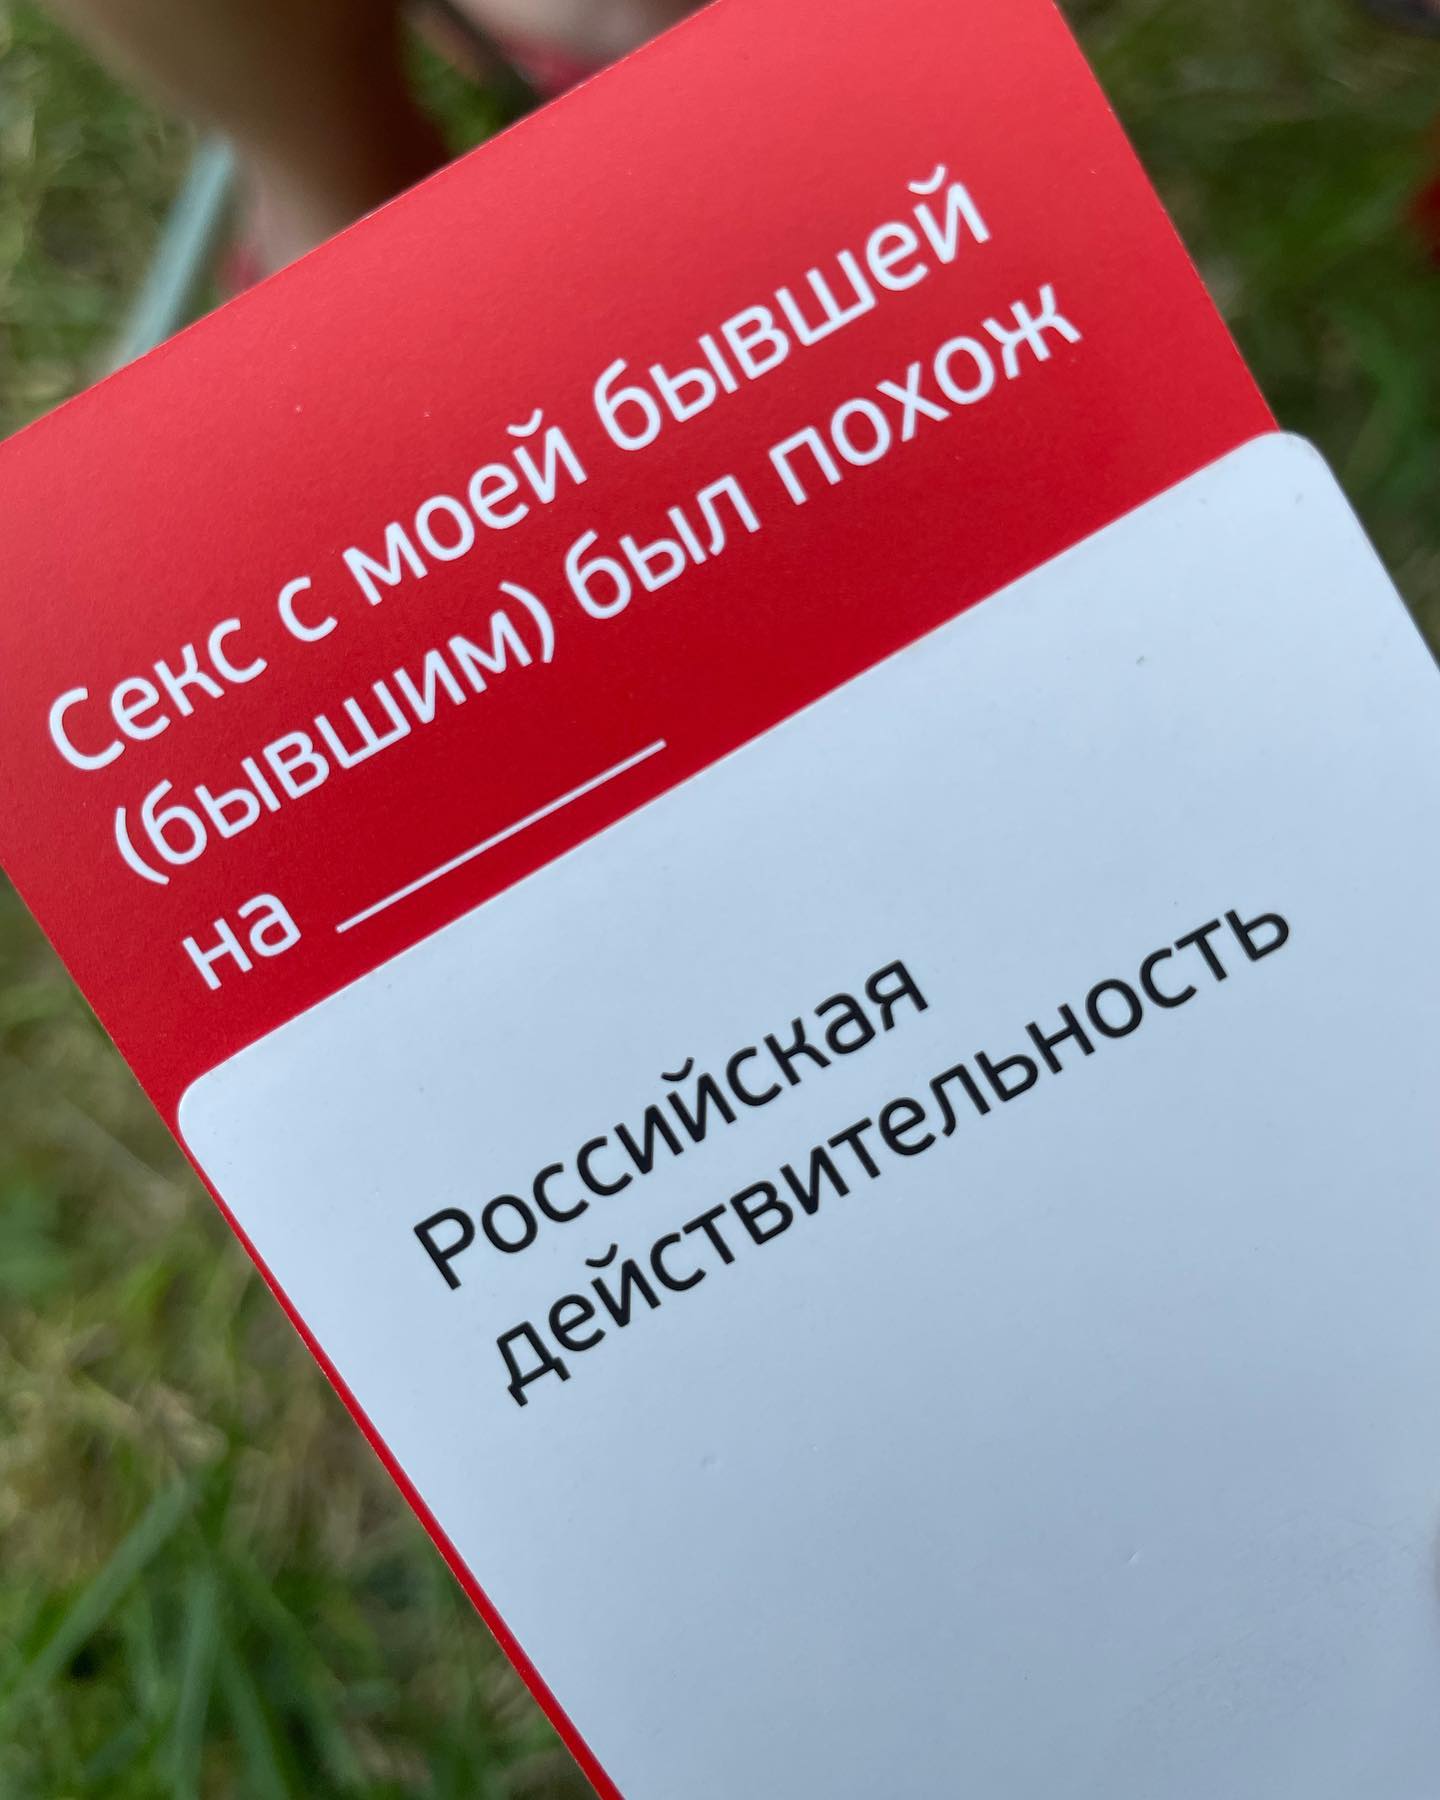 Секс с моей бывшей
(бывшим) был похож
на ________
Российская
действительность